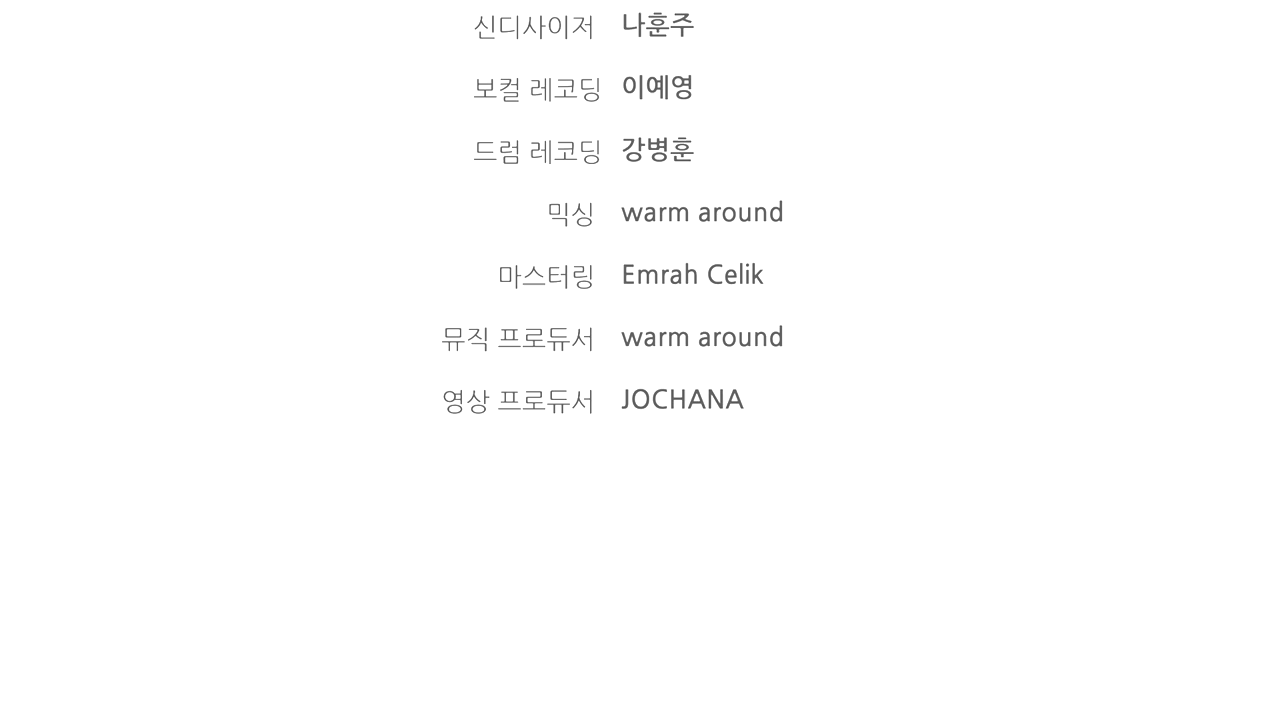 신디사이저 나훈주
보컬 레코딩 이예영
드럼 레코딩 강병훈
믹싱 warm around
마스터링 Emrah Celik
뮤직 프로듀서 warm around
영상 프로듀서 JOCHANA